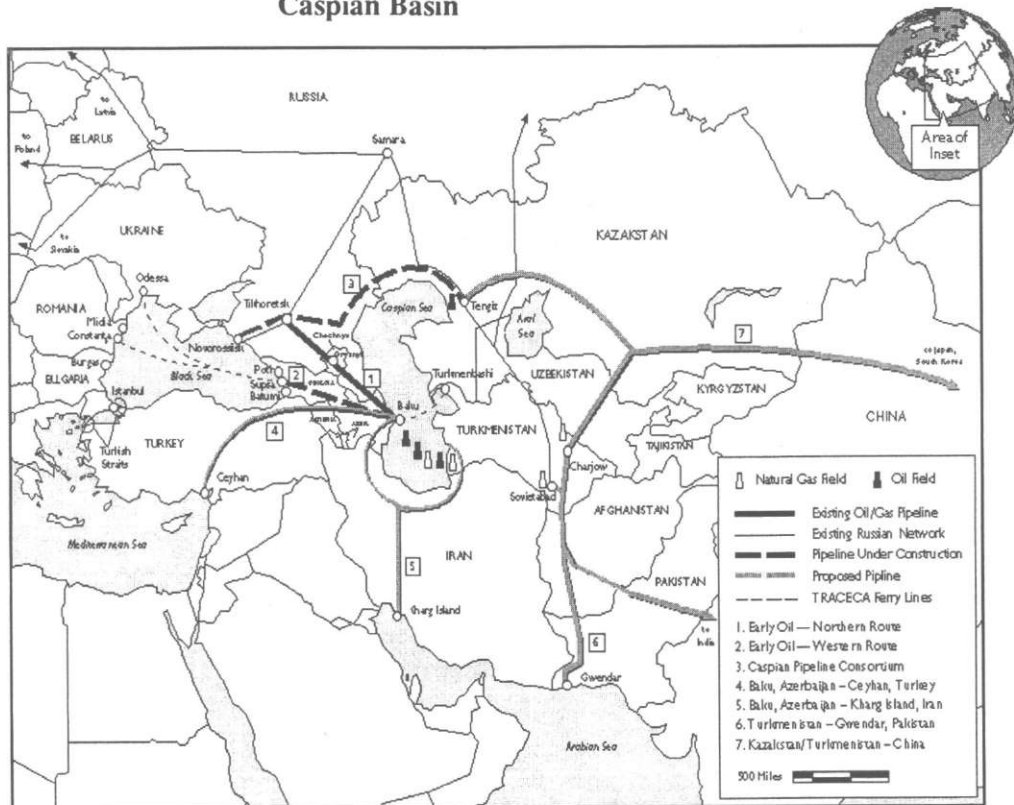 Caspian Basin
Area of
Inset
RUSSIA
to
Latvia
BELARUS
to
Poland
Samara
UKRAINE
to
Slovakia
KAZAKSTAN
Odessa
3
ROMANIA
Midia
Constanta
Tikhoretsk
Caspian Sea
Tengiz
Aral
Sea
7
to Japan,
South Korea
Chechnya
Novorossiisk
Grozny
Burgas
BULGARIA
Black Sea
Poti
Supsa
Batumi
2
1
Turkmenbashi
UZBEKISTAN
KYRGYZSTAN
CHINA
Istanbul
Baku
TURKMENISTAN
TURKEY
4
TAJIKISTAN
Turkish
Straits
Charjow
Ceyhan
Sovietabad
AFGHANISTAN
Mediterranean Sea
IRAN
5
PAKISTAN
Kharg Island
to
India
6
Gwendar
Arabian Sea
Natural Gas Field
Oil Field
Existing Oil/Gas Pipeline
Existing Russian Network
Pipeline Under Construction
Proposed Pipline
TRACECA Ferry Lines
1. Early Oil — Northern Route
2. Early Oil — Western Route
3. Caspian Pipeline Consortium
4. Baku, Azerbaijan – Ceyhan, Turkey
5. Baku, Azerbaijan – Kharg Island, Iran
6. Turkmenistan – Gwendar, Pakistan
7. Kazakstan/Turkmenistan – China
500 Miles